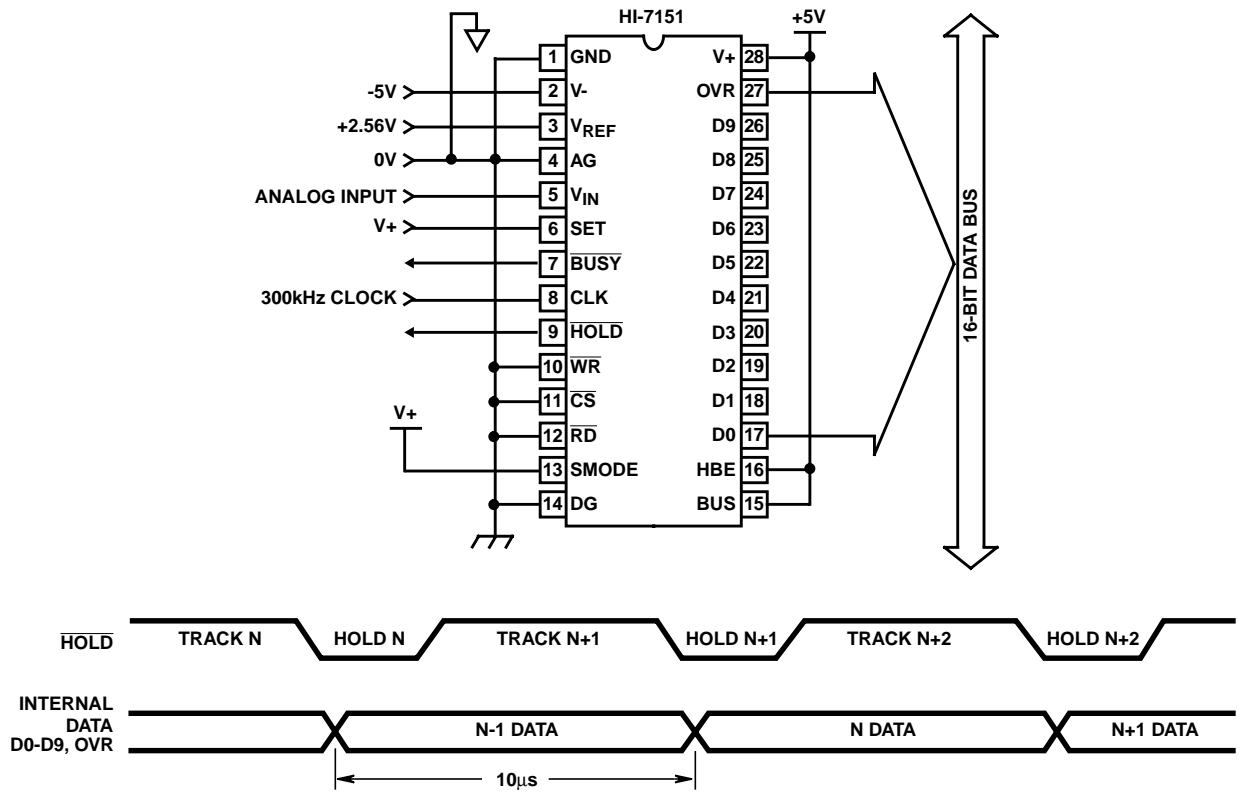 HI-7151
+5V
1 GND
V+ 28
-5V
2 V-
OVR 27
+2.56V
3 VREF
D9 26
0V
4 AG
D8 25
ANALOG INPUT
5 VIN
D7 24
V+
6 SET
D6 23
7 BUSY
D5 22
300kHz CLOCK
8 CLK
D4 21
9 HOLD
D3 20
10 WR
D2 19
11 CS
D1 18
V+
12 RD
D0 17
13 SMODE
HBE 16
14 DG
BUS 15
16-BIT DATA BUS
HOLD
TRACK N
HOLD N
TRACK N+1
HOLD N+1
TRACK N+2
HOLD N+2
INTERNAL
DATA
D0-D9, OVR
N-1 DATA
N DATA
N+1 DATA
10µs